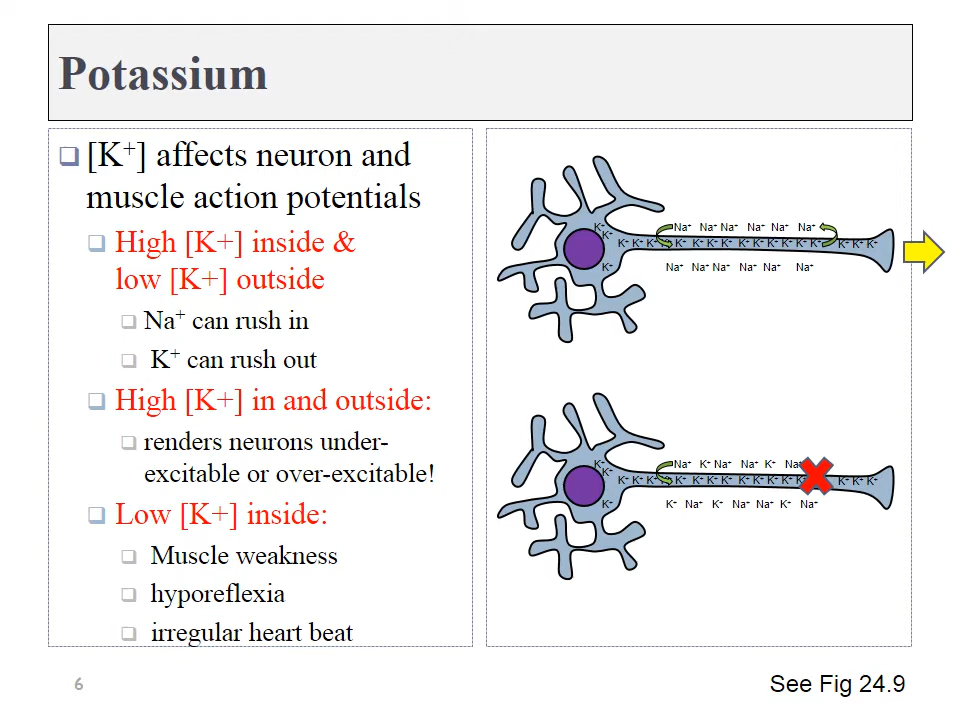 Potassium
[K⁺] affects neuron and
muscle action potentials
High [K+] inside &
low [K+] outside
Na⁺ can rush in
K⁺ can rush out
High [K+] in and outside:
renders neurons under-
excitable or over-excitable!
Low [K+] inside:
Muscle weakness
hyporeflexia
irregular heart beat
K⁺ Na⁺ Na⁺ Na⁺ Na⁺ Na⁺ Na⁺
K⁺
K⁺ K⁺ K⁺ K⁺ K⁺ K⁺ K⁺ K⁺ K⁺ K⁺ K⁺ K⁺ K⁺ K⁺ K⁺ K⁺
K⁺ Na⁺ Na⁺ Na⁺ Na⁺ Na⁺ Na⁺
K⁺ Na⁺ K⁺ Na⁺ Na⁺ K⁺ Na⁺
K⁺
K⁺ K⁺ K⁺ K⁺ K⁺ K⁺ K⁺ K⁺ K⁺ K⁺ K⁺ K⁺ K⁺ K⁺ K⁺
K⁺ K⁺ Na⁺ K⁺ Na⁺ Na⁺ K⁺ Na⁺
6
See Fig 24.9